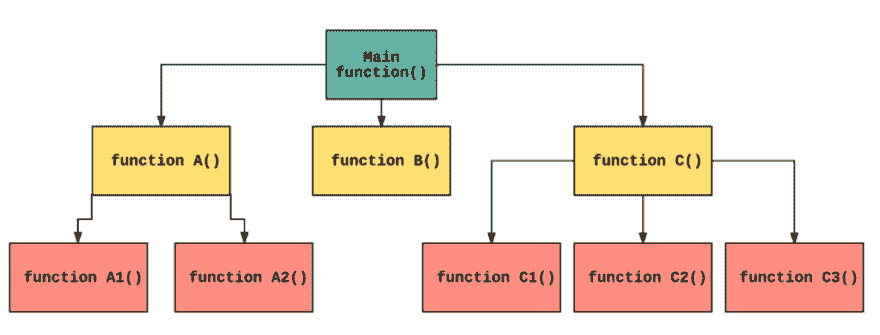 Main
function()
function A()
function B()
function C()
function A1()
function A2()
function C1()
function C2()
function C3()